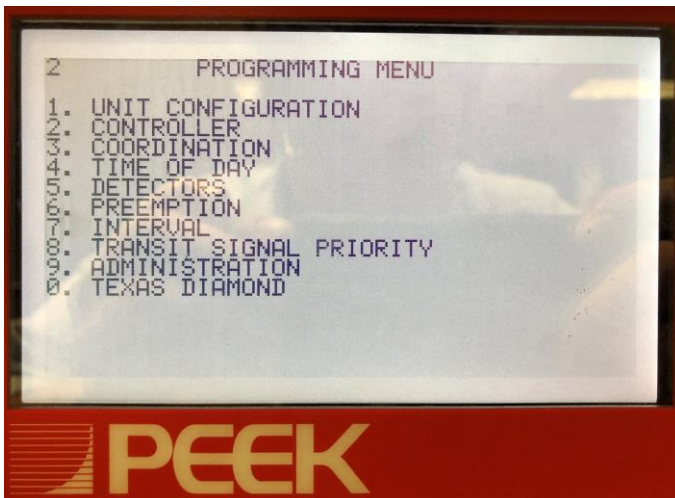 2 PROGRAMMING MENU
1. UNIT CONFIGURATION
2. CONTROLLER
3. COORDINATION
4. TIME OF DAY
5. DETECTORS
6. PREEMPTION
7. INTERVAL
8. TRANSIT SIGNAL PRIORITY
9. ADMINISTRATION
0. TEXAS DIAMOND
PEEK